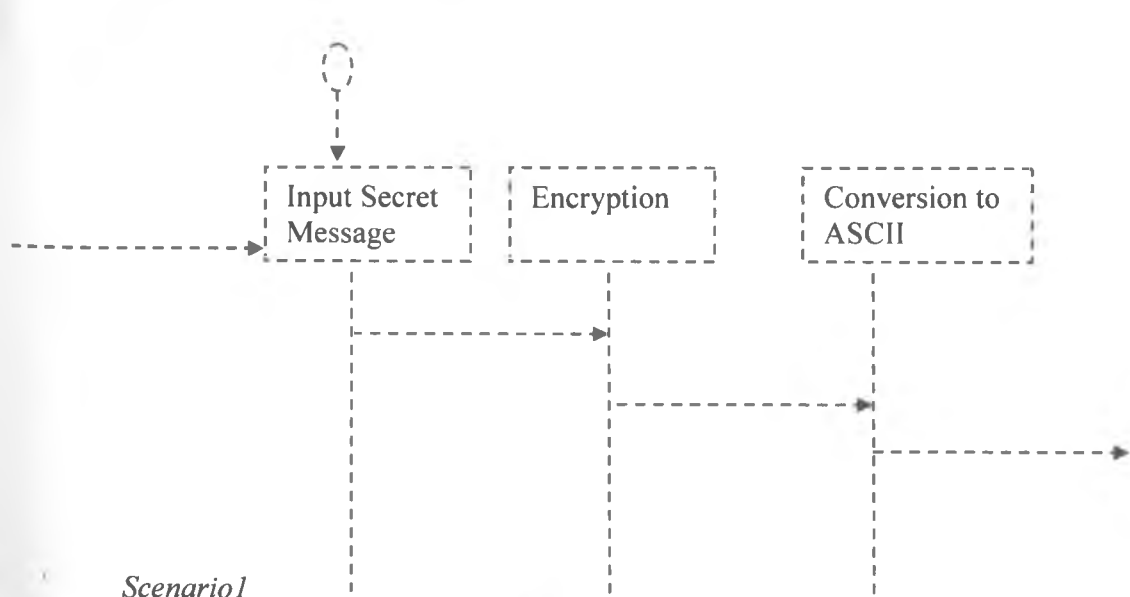 Input Secret
Message
Encryption
Conversion to
ASCII
Scenario1